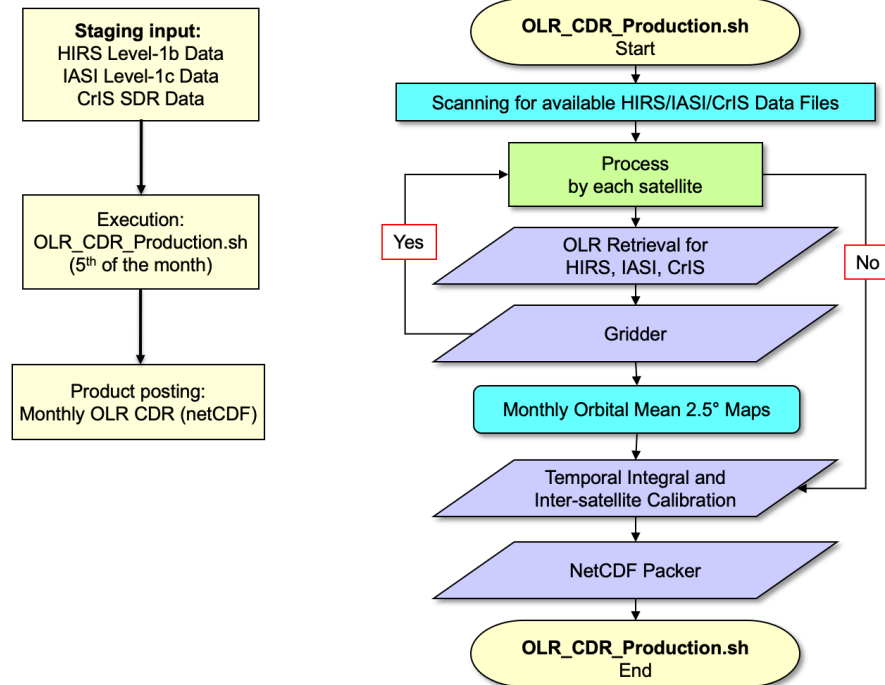 Staging input:
HIRS Level-1b Data
IASI Level-1c Data
CrIS SDR Data
Execution:
OLR_CDR_Production.sh
(5th of the month)
Product posting:
Monthly OLR CDR (netCDF)
OLR_CDR_Production.sh
Start
Scanning for available HIRS/IASI/CrIS Data Files
Process
by each satellite
Yes
OLR Retrieval for
HIRS, IASI, CrIS
No
Gridder
Monthly Orbital Mean 2.5° Maps
Temporal Integral and
Inter-satellite Calibration
NetCDF Packer
OLR_CDR_Production.sh
End